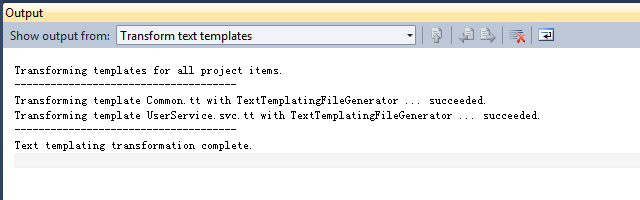 Output
Show output from: Transform text templates
Transforming templates for all project items.
-------------------------------------
Transforming template Common.tt with TextTemplatingFileGenerator ... succeeded.
Transforming template UserService.svc.tt with TextTemplatingFileGenerator ... succeeded.
-------------------------------------
Text templating transformation complete.